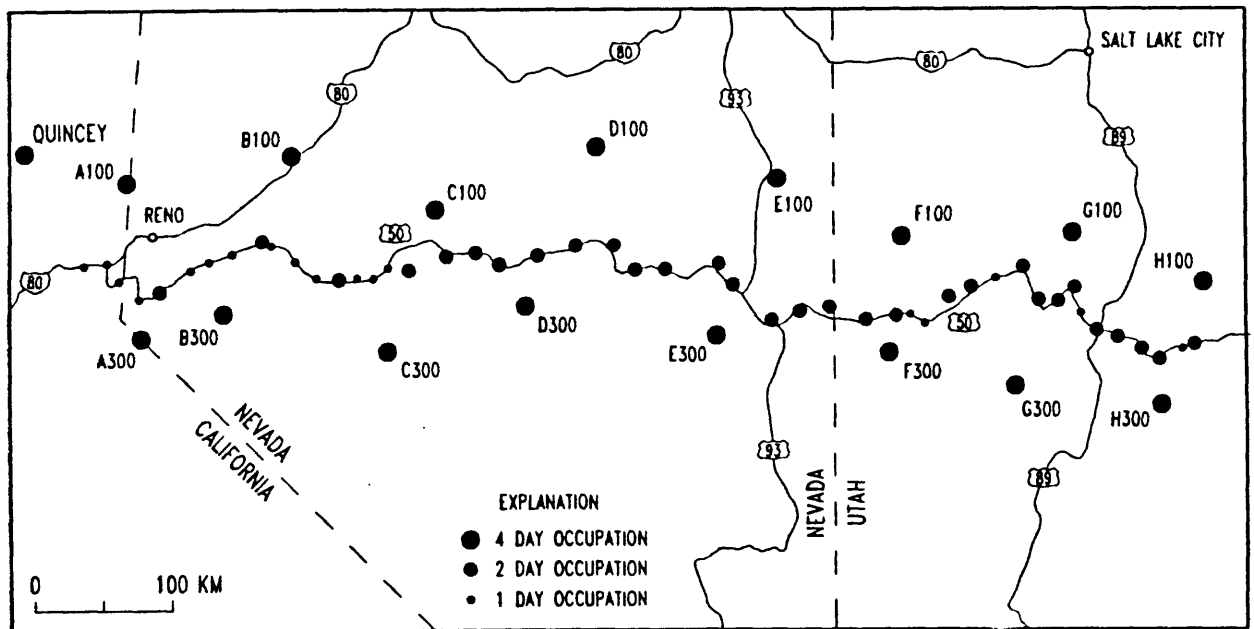 SALT LAKE CITY
80
80
80
93
89
QUINCEY
B100
D100
A100
C100
E100
RENO
50
F100
G100
H100
80
B300
D300
50
A300
C300
E300
F300
G300
H300
NEVADA
CALIFORNIA
93
NEVADA
UTAH
89
EXPLANATION
4 DAY OCCUPATION
2 DAY OCCUPATION
1 DAY OCCUPATION
0 100 KM